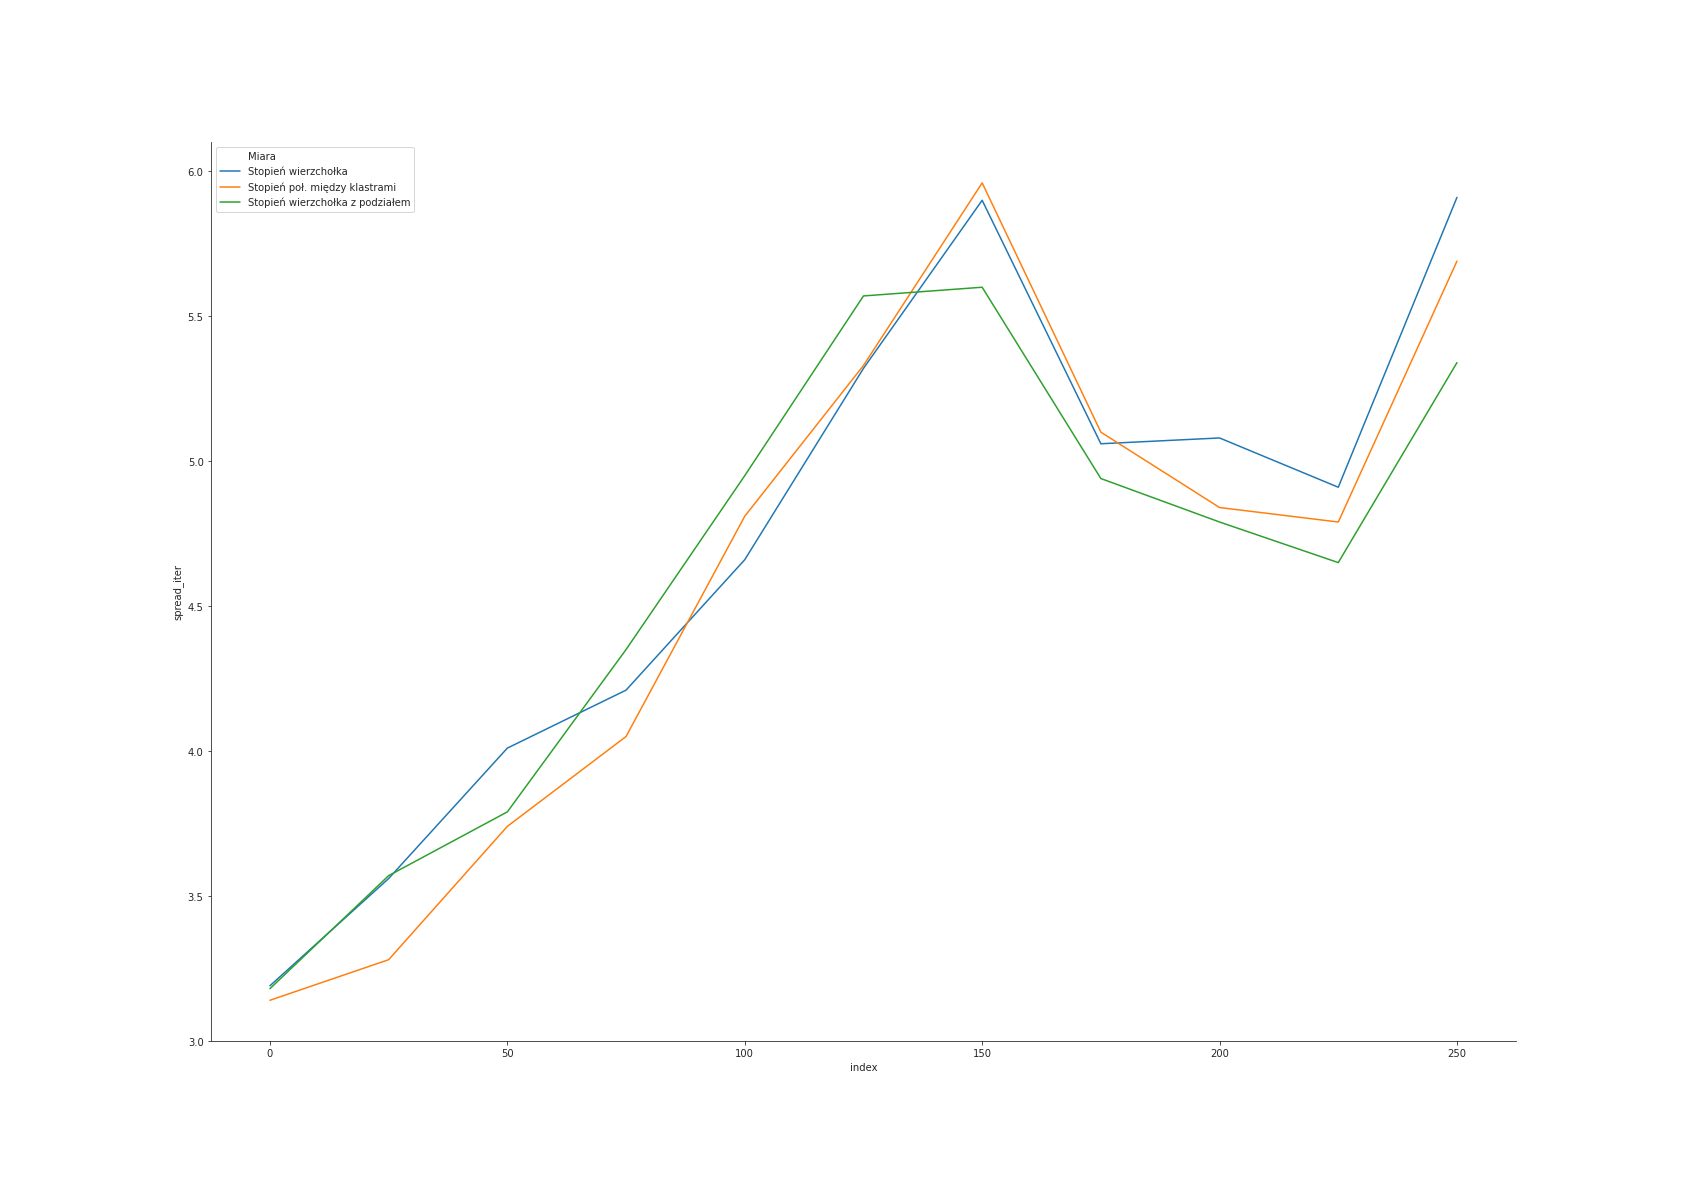 Miara
Stopień wierzchołka
Stopień poł. między klastrami
Stopień wierzchołka z podziałem
6.0
5.5
5.0
4.5
4.0
3.5
3.0
spread_iter
0 50 100 150 200 250
index